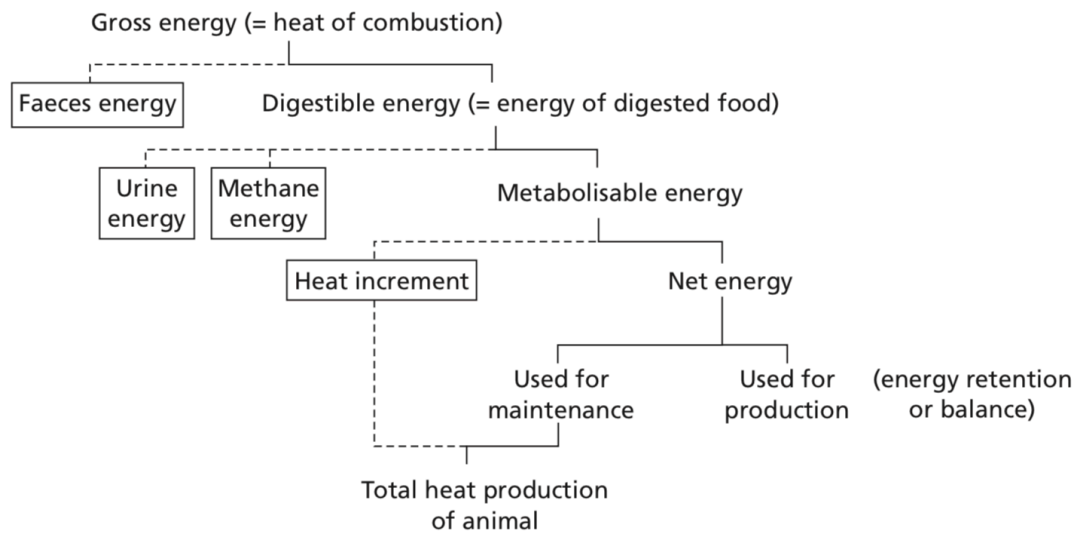 Gross energy (= heat of combustion)
Faeces energy
Digestible energy (= energy of digested food)
Urine
energy
Methane
energy
Metabolisable energy
Heat increment
Net energy
Used for
maintenance
Used for
production
(energy retention
or balance)
Total heat production
of animal